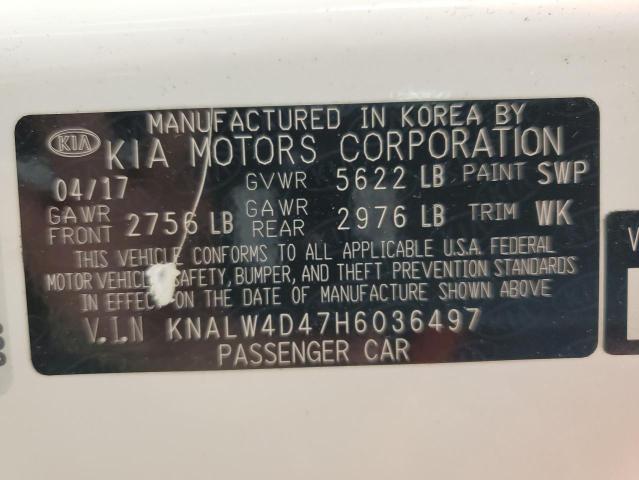 MANUFACTURED IN KOREA BY
KIA KIA MOTORS CORPORATION
04/17 GVWR 5622 LB PAINT SWP
GAWR FRONT 2756 LB GAWR REAR 2976 LB TRIM WK
THIS VEHICLE CONFORMS TO ALL APPLICABLE U.S.A. FEDERAL
MOTOR VEHICLE SAFETY, BUMPER, AND THEFT PREVENTION STANDARDS
IN EFFECT ON THE DATE OF MANUFACTURE SHOWN ABOVE
V.I.N KNALW4D47H6036497
PASSENGER CAR